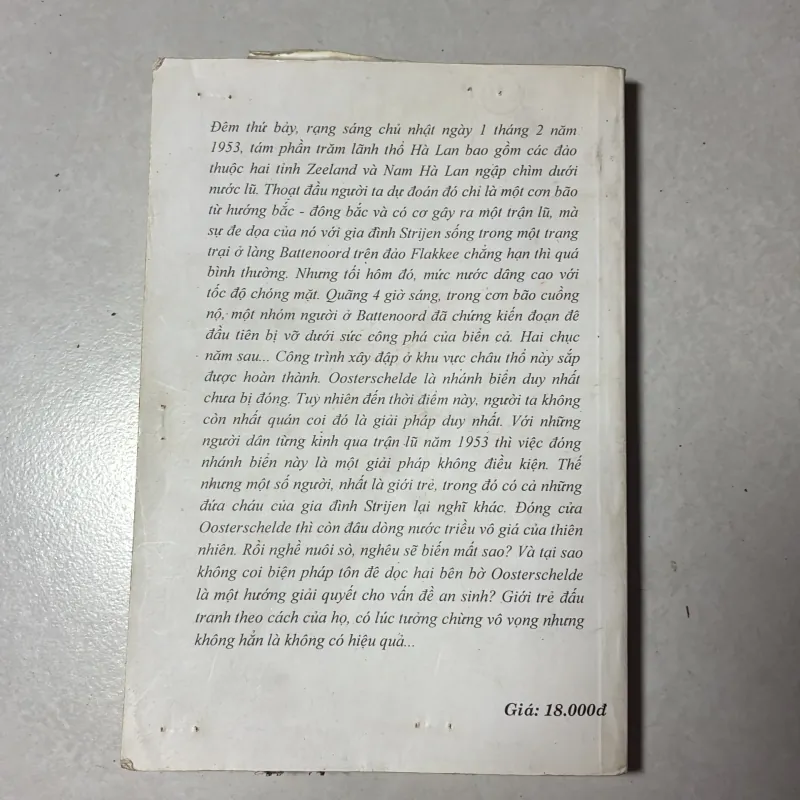 Đêm thứ bảy, rạng sáng chủ nhật ngày 1 tháng 2 năm
1953, tám phần trăm lãnh thổ Hà Lan bao gồm các đảo
thuộc hai tỉnh Zeeland và Nam Hà Lan ngập chìm dưới
nước lũ. Thoạt đầu người ta dự đoán đó chỉ là một cơn bão
từ hướng bắc - đông bắc và có cơ gây ra một trận lũ, mà
sự đe dọa của nó với gia đình Strijen sống trong một trang
trại ở làng Battenoord trên đảo Flakkee chẳng hạn thì quá
bình thường. Nhưng tối hôm đó, mức nước dâng cao với
tốc độ chóng mặt. Quãng 4 giờ sáng, trong cơn bão cuồng
nộ, một nhóm người ở Battenoord đã chứng kiến đoạn đê
đầu tiên bị vỡ dưới sức công phá của biển cả. Hai chục
năm sau... Công trình xây đập ở khu vực châu thổ này sắp
được hoàn thành. Oosterschelde là nhánh biển duy nhất
chưa bị đóng. Tuy nhiên đến thời điểm này, người ta không
còn nhất quán coi đó là giải pháp duy nhất. Với những
người dân từng kinh qua trận lũ năm 1953 thì việc đóng
nhánh biển này là một giải pháp không điều kiện. Thế
nhưng một số người, nhất là giới trẻ, trong đó có cả những
đứa cháu của gia đình Strijen lại nghĩ khác. Đóng cửa
Oosterschelde thì còn đâu dòng nước triều vô giá của thiên
nhiên. Rồi nghề nuôi sò, nghêu sẽ biến mất sao? Và tại sao
không coi biện pháp tôn đê dọc hai bên bờ Oosterschelde
là một hướng giải quyết cho vấn đề an sinh? Giới trẻ đấu
tranh theo cách của họ, có lúc tưởng chừng vô vọng nhưng
không hẳn là không có hiệu quả...
Giá: 18.000đ